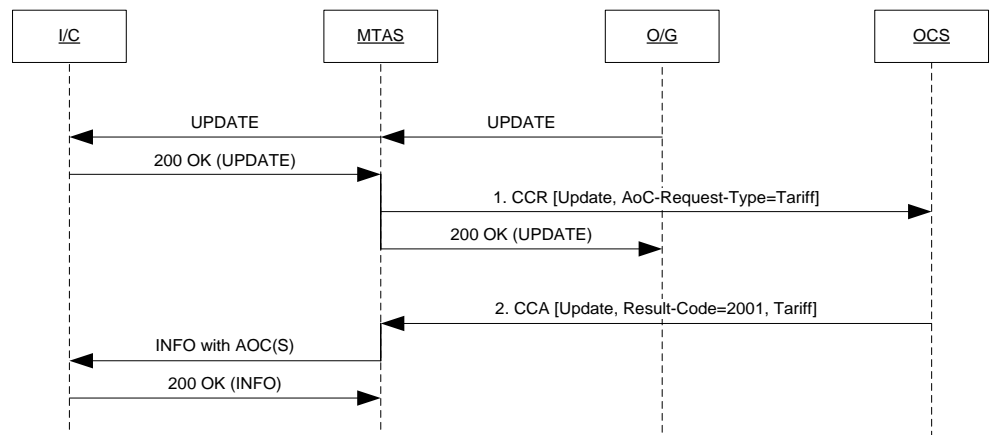 I/C
MTAS
O/G
OCS
UPDATE
UPDATE
200 OK (UPDATE)
1. CCR [Update, AoC-Request-Type=Tariff]
200 OK (UPDATE)
2. CCA [Update, Result-Code=2001, Tariff]
INFO with AOC(S)
200 OK (INFO)